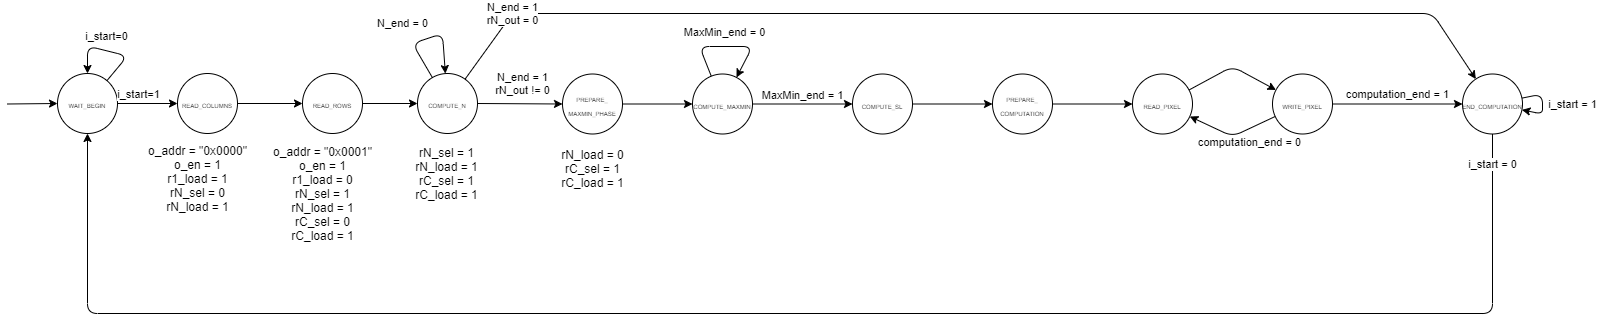 N_end = 1
rN_out = 0
N_end = 0
i_start=0
MaxMin_end = 0
WAIT_BEGIN
i_start=1
READ_COLUMNS
READ_ROWS
COMPUTE_N
N_end = 1
rN_out != 0
PREPARE_
MAXMIN_PHASE
COMPUTE_MAXMIN
MaxMin_end = 1
COMPUTE_SL
PREPARE_
COMPUTATION
READ_PIXEL
WRITE_PIXEL
computation_end = 1
END_COMPUTATION
i_start = 1
computation_end = 0
i_start = 0
o_addr = "0x0000"
o_en = 1
r1_load = 1
rN_sel = 0
rN_load = 1
o_addr = "0x0001"
o_en = 1
r1_load = 0
rN_sel = 1
rN_load = 1
rC_sel = 0
rC_load = 1
rN_sel = 1
rN_load = 1
rC_sel = 1
rC_load = 1
rN_load = 0
rC_sel = 1
rC_load = 1